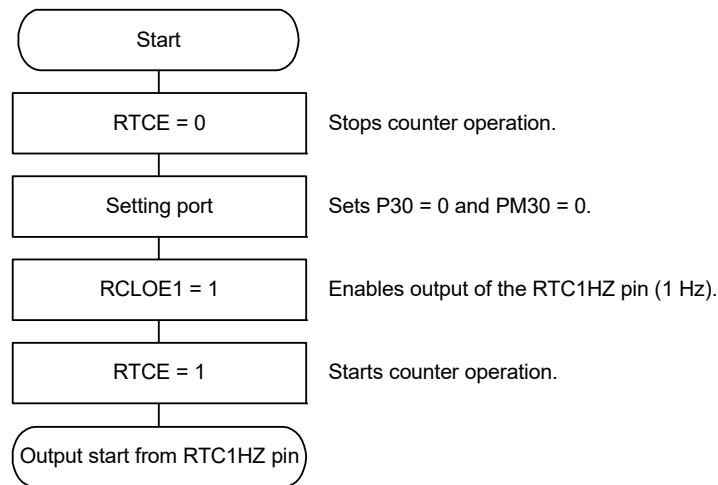 Start
RTCE = 0
Stops counter operation.
Setting port
Sets P30 = 0 and PM30 = 0.
RCLOE1 = 1
Enables output of the RTC1HZ pin (1 Hz).
RTCE = 1
Starts counter operation.
Output start from RTC1HZ pin